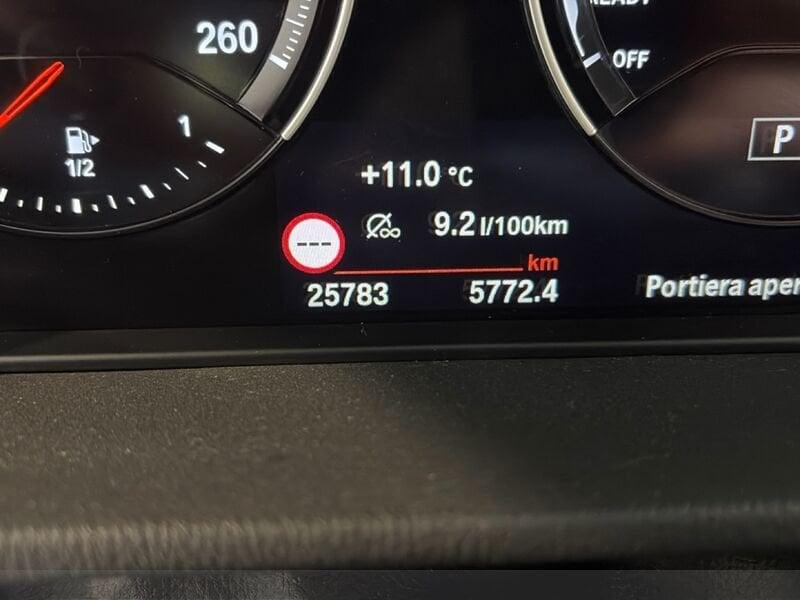 260
READY
OFF
1
1/2
P
+11.0 °C
9.2 l/100km
---
km
25783 5772.4
Portiera aper